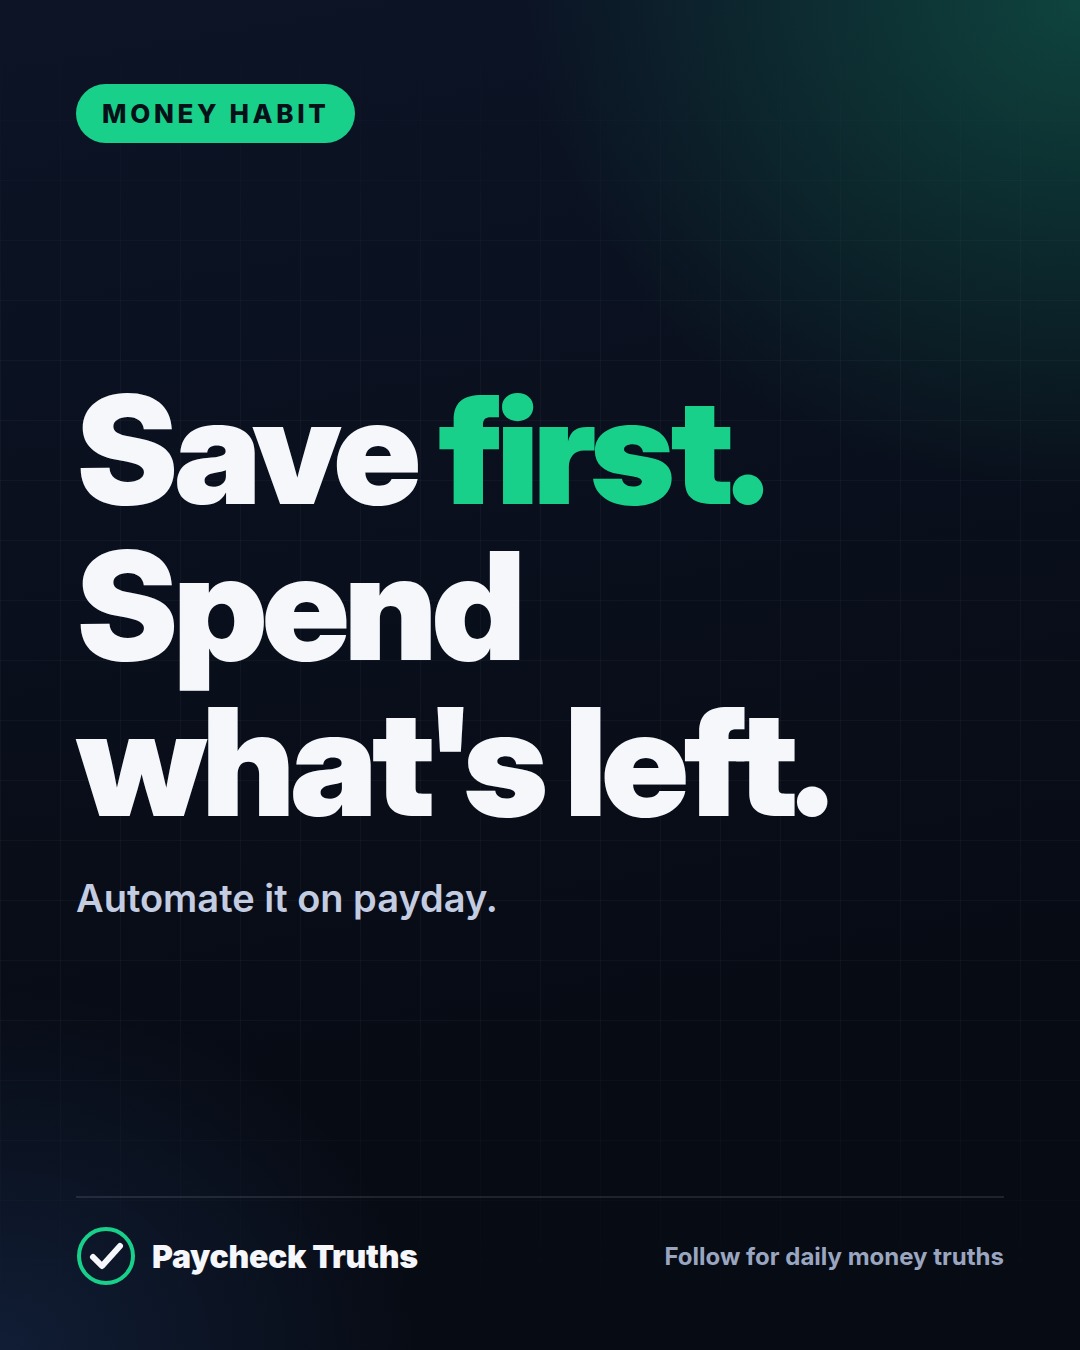 MONEY HABIT
Save first.
Spend
what's left.
Automate it on payday.
Paycheck Truths
Follow for daily money truths